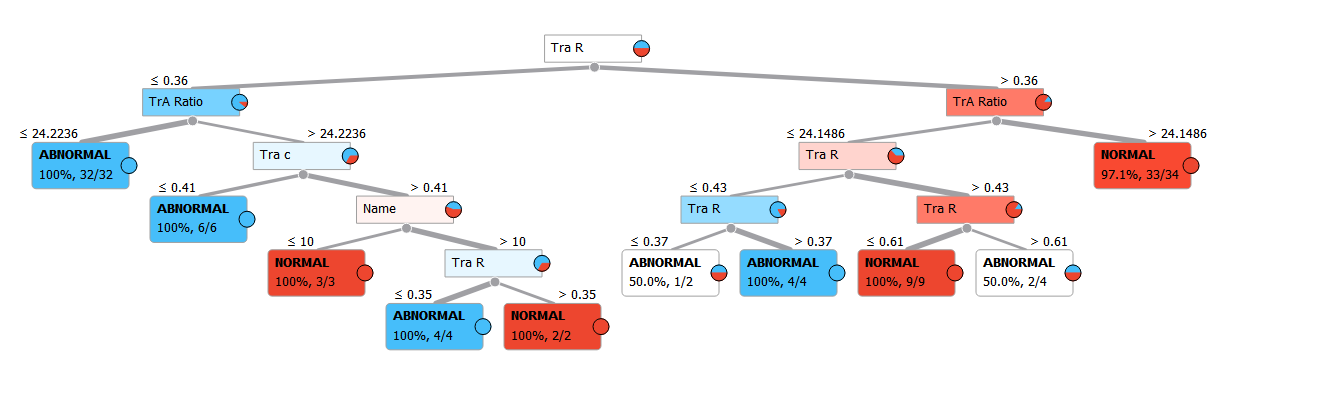 Tra R
≤ 0.36
> 0.36
TrA Ratio
TrA Ratio
≤ 24.2236
> 24.2236
≤ 24.1486
> 24.1486
ABNORMAL
100%, 32/32
Tra c
Tra R
NORMAL
97.1%, 33/34
≤ 0.41
> 0.41
≤ 0.43
> 0.43
ABNORMAL
100%, 6/6
Name
Tra R
Tra R
≤ 10
> 10
≤ 0.37
> 0.37
≤ 0.61
> 0.61
NORMAL
100%, 3/3
Tra R
ABNORMAL
50.0%, 1/2
ABNORMAL
100%, 4/4
NORMAL
100%, 9/9
ABNORMAL
50.0%, 2/4
≤ 0.35
> 0.35
ABNORMAL
100%, 4/4
NORMAL
100%, 2/2